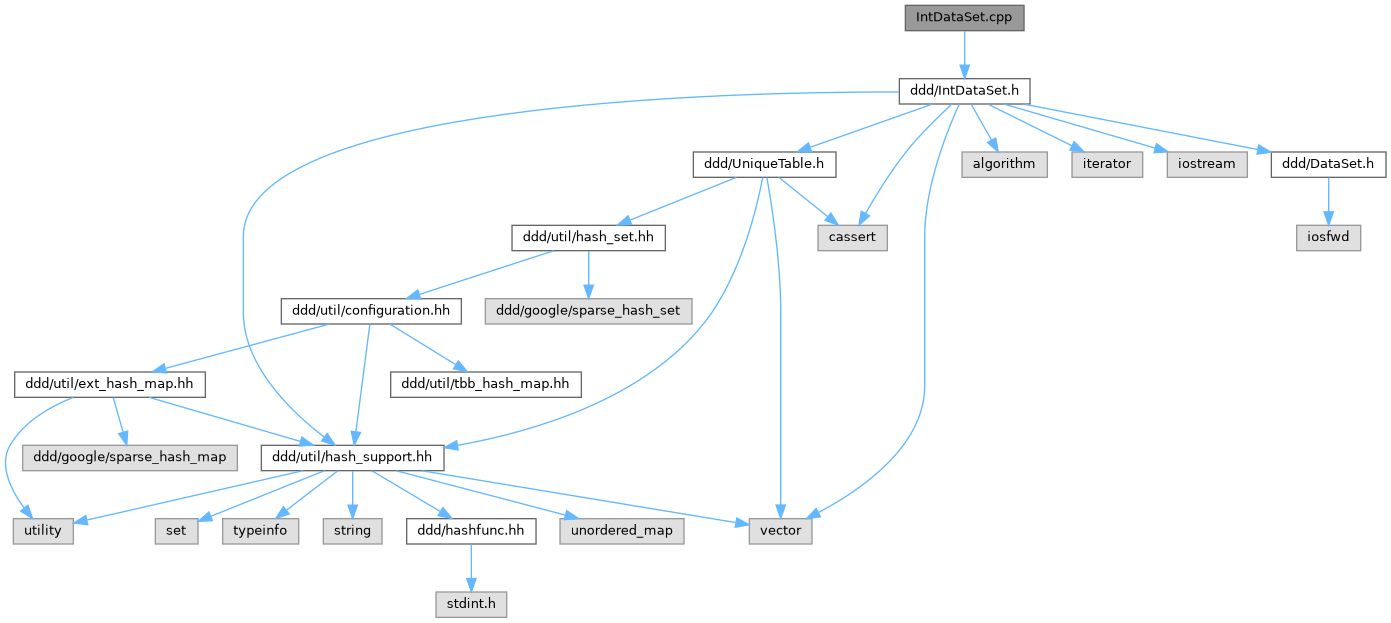 IntDataSet.cpp
ddd/IntDataSet.h
ddd/UniqueTable.h
algorithm
iterator
iostream
ddd/DataSet.h
ddd/util/hash_set.hh
cassert
iosfwd
ddd/util/configuration.hh
ddd/google/sparse_hash_set
ddd/util/ext_hash_map.hh
ddd/util/tbb_hash_map.hh
ddd/google/sparse_hash_map
ddd/util/hash_support.hh
utility
set
typeinfo
string
ddd/hashfunc.hh
unordered_map
vector
stdint.h